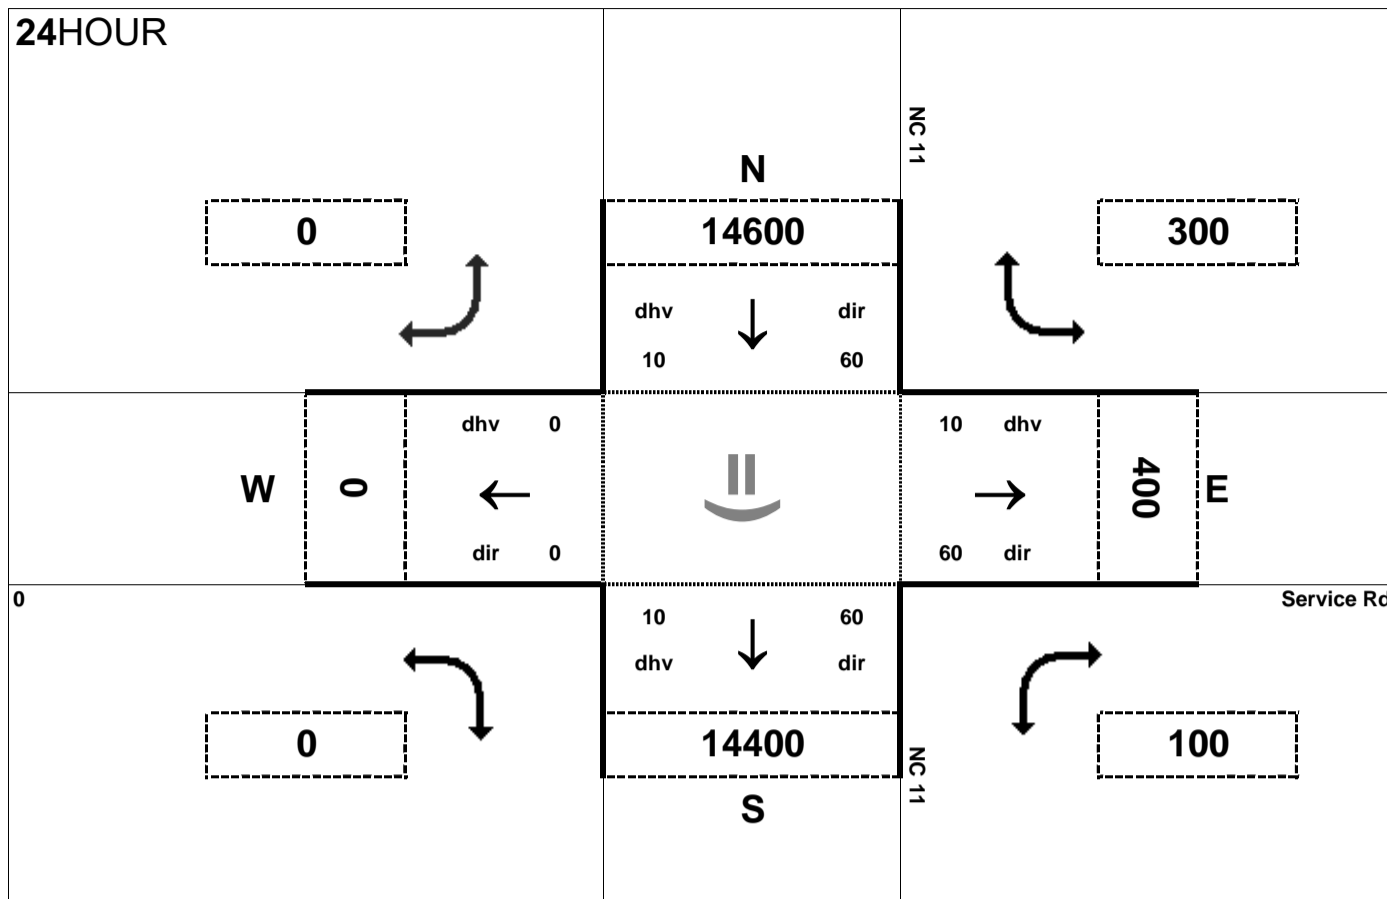 24HOUR
NC 11
N
0
14600
300
dhv
dir
10
60
dhv 0
10 dhv
W
0
400
E
dir 0
60 dir
0
Service Rd
10
60
dhv
dir
0
14400
100
NC 11
S